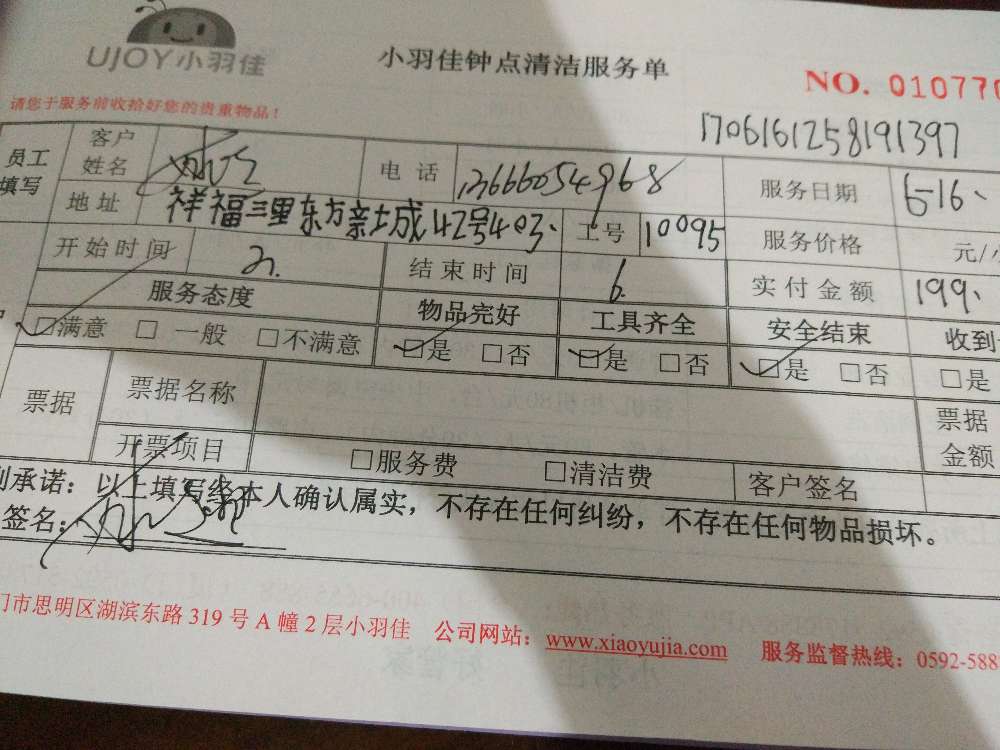 UJOY小羽佳
小羽佳钟点清洁服务单
NO. 010770
请您于服务前收拾好您的贵重物品！
1706161258191397
员工填写 客户姓名 电话 13666054968 服务日期 6-16.
地址 祥福三里东方亲城42号403. 工号 10095 服务价格 元/
开始时间 2. 结束时间 6. 实付金额 199.
服务态度 物品完好 工具齐全 安全结束 收到
□满意 □一般 □不满意 □是 □否 □是 □否 □是 □否 □是
票据 票据名称 票据金额
开票项目 □服务费 □清洁费 客户签名
承诺：以上填写经本人确认属实，不存在任何纠纷，不存在任何物品损坏。
签名：
门市思明区湖滨东路 319 号 A 幢 2 层小羽佳 公司网站：www.xiaoyujia.com 服务监督热线：0592-588